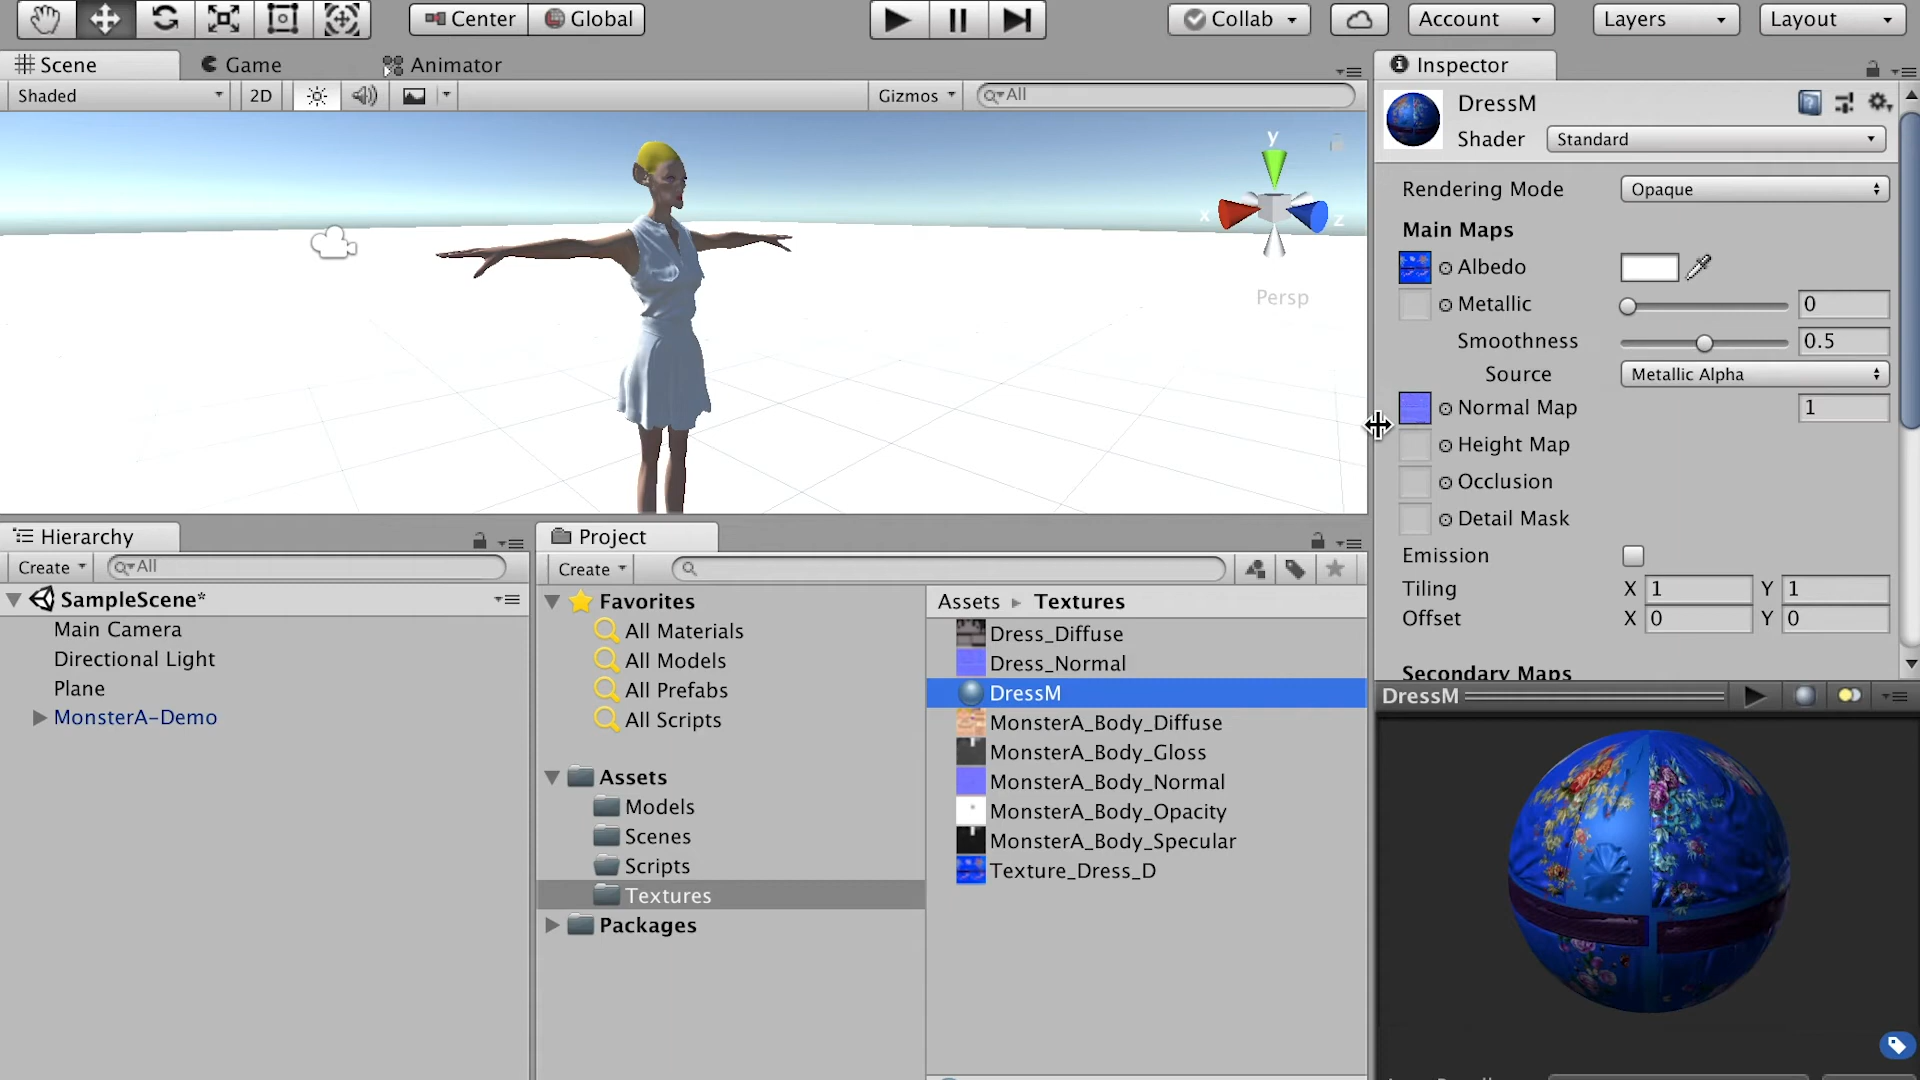 Center Global Collab Account Layers Layout
Scene Game Animator
Shaded 2D Gizmos All
y
x z
Persp
Hierarchy
Create All
SampleScene*
Main Camera
Directional Light
Plane
MonsterA-Demo
Project
Create
Favorites
All Materials
All Models
All Prefabs
All Scripts
Assets
Models
Scenes
Scripts
Textures
Packages
Assets Textures
Dress_Diffuse
Dress_Normal
DressM
MonsterA_Body_Diffuse
MonsterA_Body_Gloss
MonsterA_Body_Normal
MonsterA_Body_Opacity
MonsterA_Body_Specular
Texture_Dress_D
Inspector
DressM
Shader Standard
Rendering Mode Opaque
Main Maps
Albedo
Metallic 0
Smoothness 0.5
Source Metallic Alpha
Normal Map 1
Height Map
Occlusion
Detail Mask
Emission
Tiling X 1 Y 1
Offset X 0 Y 0
Secondary Maps
DressM